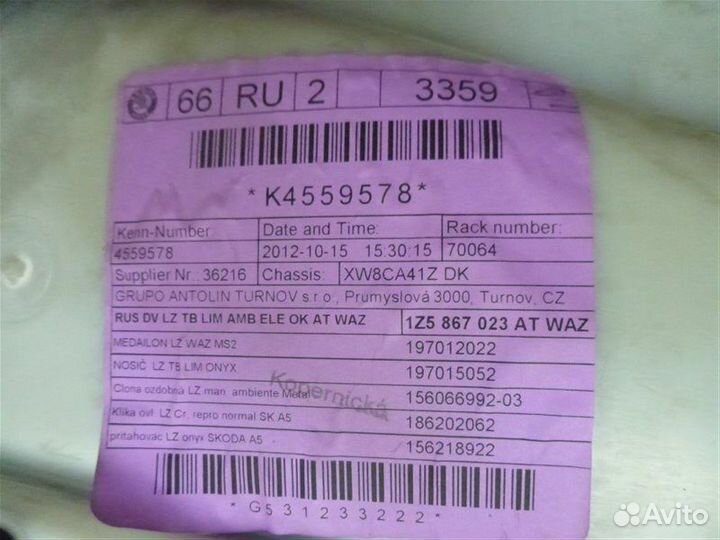 66 RU 2 3359
*K4559578*
Kenn-Number: Date and Time: Rack number:
4559578 2012-10-15 15:30:15 70064
Supplier Nr.: 36216 Chassis: XW8CA41Z DK
GRUPO ANTOLIN TURNOV s.r.o., Prumyslová 3000, Turnov, CZ
RUS DV LZ TB LIM AMB ELE OK AT WAZ 1Z5 867 023 AT WAZ
MEDAILON LZ WAZ MS2 197012022
NOSIČ LZ TB LIM ONYX 197015052
Clona ozdobná LZ man. ambiente Metal 156066992-03
Kopernická
Klika ovl. LZ Cr. repro normal SK A5 186202062
pritahovac LZ onyx SKODA A5 156218922
*G531233222*
Avito